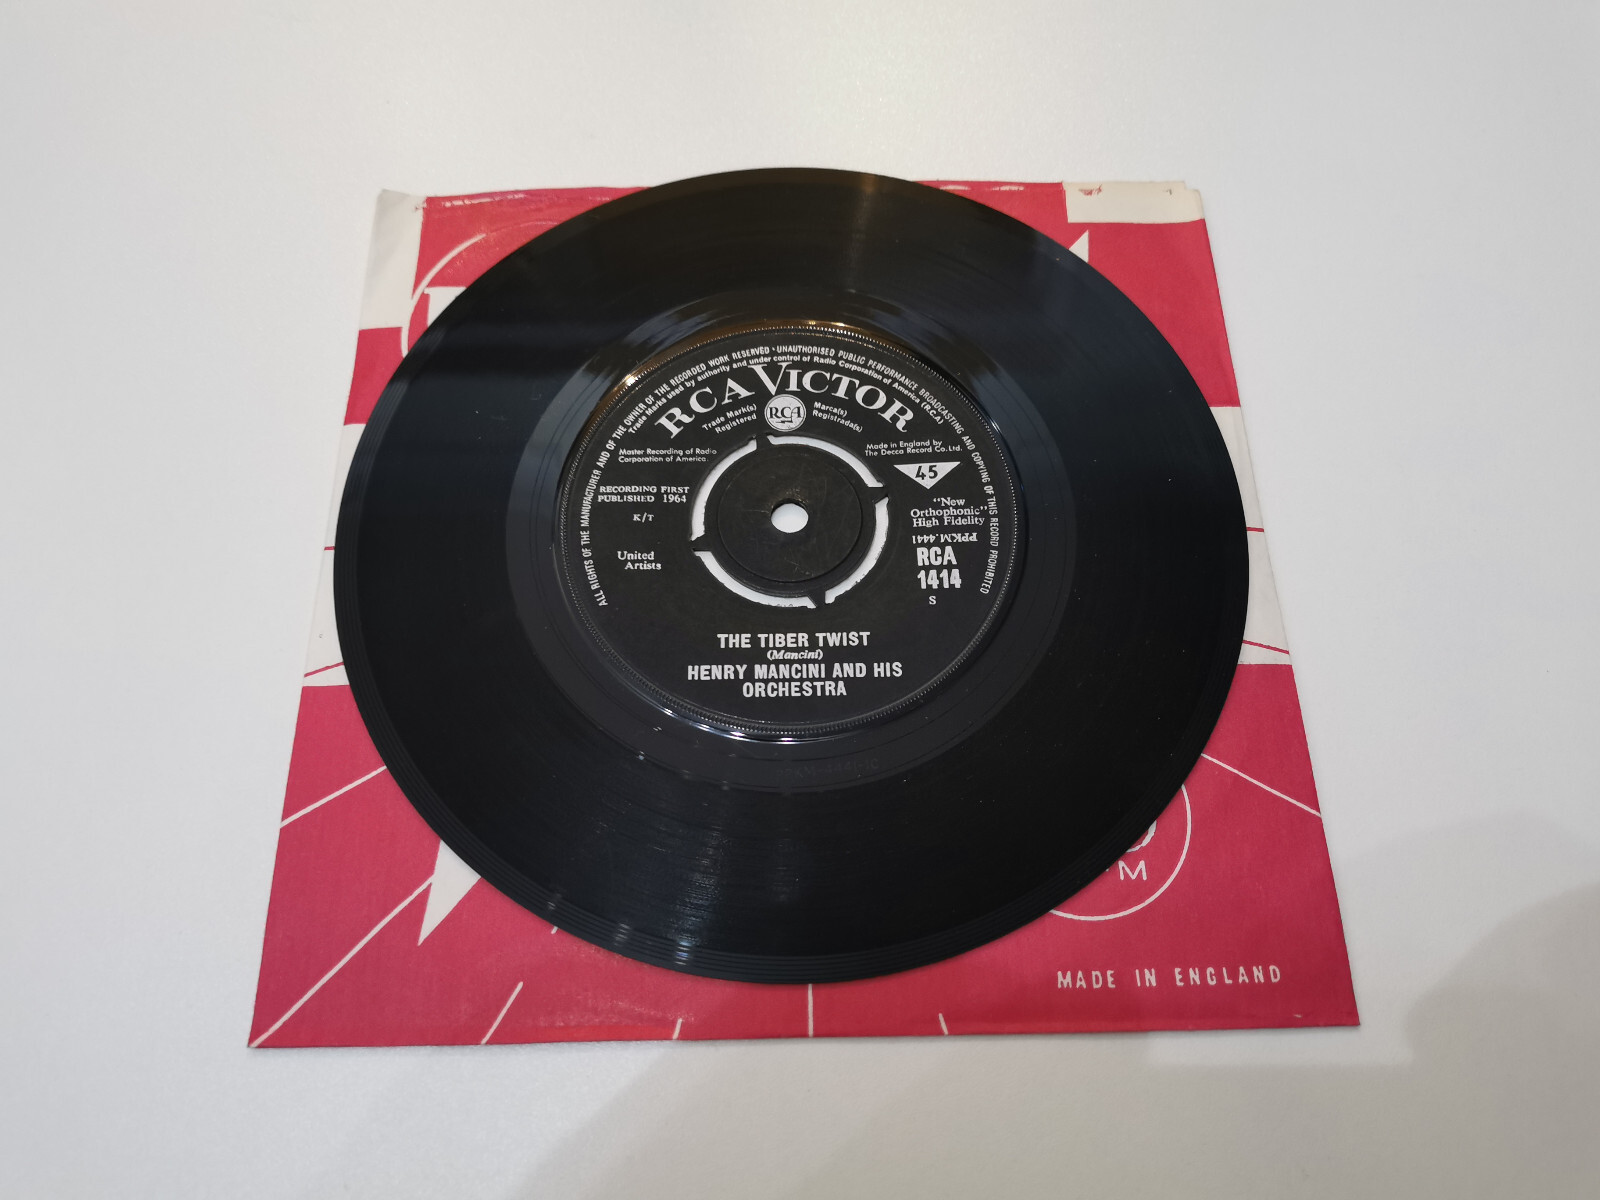 ALL RIGHTS OF THE MANUFACTURER AND OF THE OWNER OF THE RECORDED WORK RESERVED · UNAUTHORISED PUBLIC PERFORMANCE BROADCASTING AND COPYING OF THIS RECORD PROHIBITED
Trade Marks used by authority and under control of Radio Corporation of America (R.C.A)
RCA VICTOR
Trade Mark(s)
Registered
RCA
Marca(s)
Registrada(s)
Master Recording of Radio
Corporation of America.
Made in England by
The Decca Record Co. Ltd.
45
RECORDING FIRST
PUBLISHED 1964
K/T
"New
Orthophonic"
High Fidelity
PPKM.4441
United
Artists
RCA
1414
S
THE TIBER TWIST
(Mancini)
HENRY MANCINI AND HIS
ORCHESTRA
M
MADE IN ENGLAND